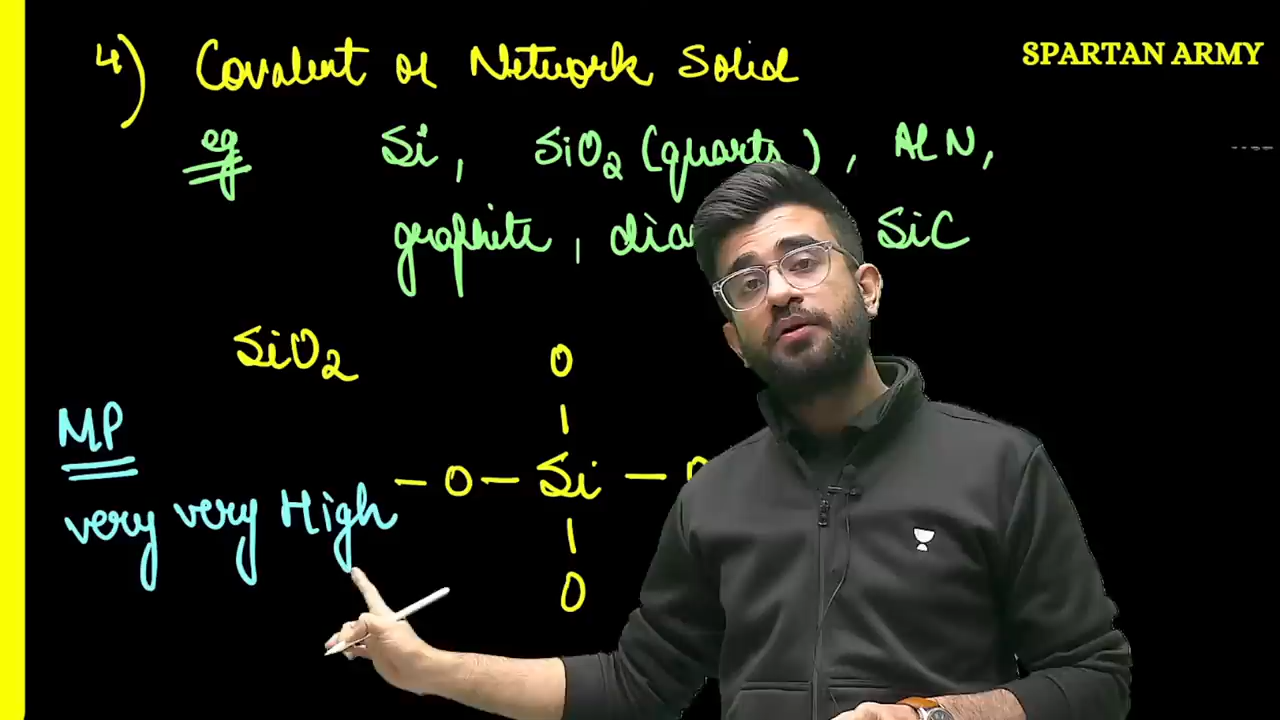 4) Covalent or Network Solid
SPARTAN ARMY
eg Si, SiO2 (quarts), AlN,
graphite, SiC
SiO2
O
|
MP
– O – Si –
very very High
|
O